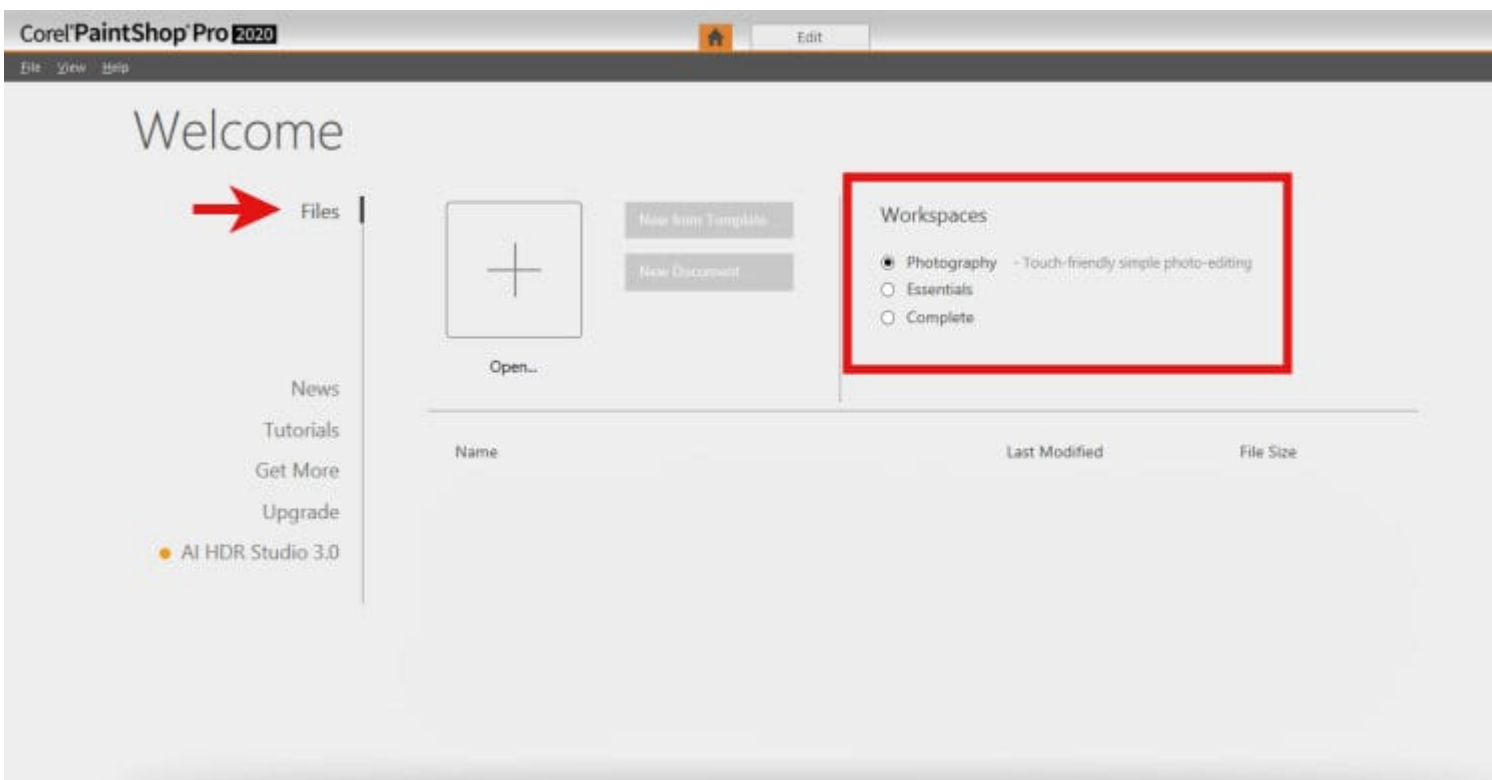 Corel®PaintShop®Pro 2020
Edit
File View Help
Welcome
Files
News
Tutorials
Get More
Upgrade
AI HDR Studio 3.0
Open...
New from Template...
New Document...
Workspaces
Photography - Touch-friendly simple photo-editing
Essentials
Complete
Name Last Modified File Size